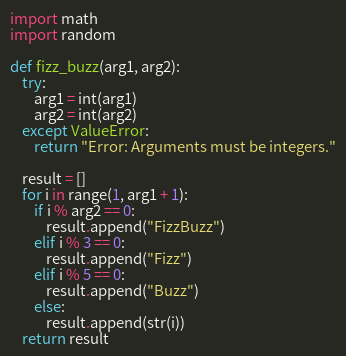 import math
import random

def fizz_buzz(arg1, arg2):
    try:
        arg1 = int(arg1)
        arg2 = int(arg2)
    except ValueError:
        return "Error: Arguments must be integers."

    result = []
    for i in range(1, arg1 + 1):
        if i % arg2 == 0:
            result.append("FizzBuzz")
        elif i % 3 == 0:
            result.append("Fizz")
        elif i % 5 == 0:
            result.append("Buzz")
        else:
            result.append(str(i))
    return result